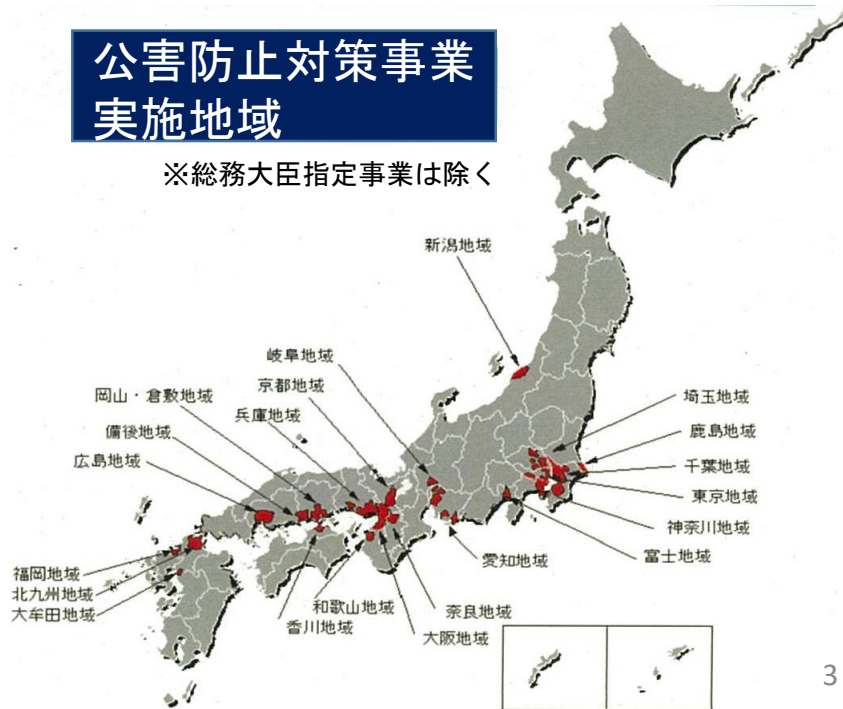 公害防止対策事業
実施地域
※総務大臣指定事業は除く
新潟地域
岐阜地域
京都地域
岡山・倉敷地域
兵庫地域
備後地域
広島地域
埼玉地域
鹿島地域
千葉地域
東京地域
神奈川地域
富士地域
愛知地域
福岡地域
北九州地域
大牟田地域
和歌山地域
奈良地域
香川地域
大阪地域
3